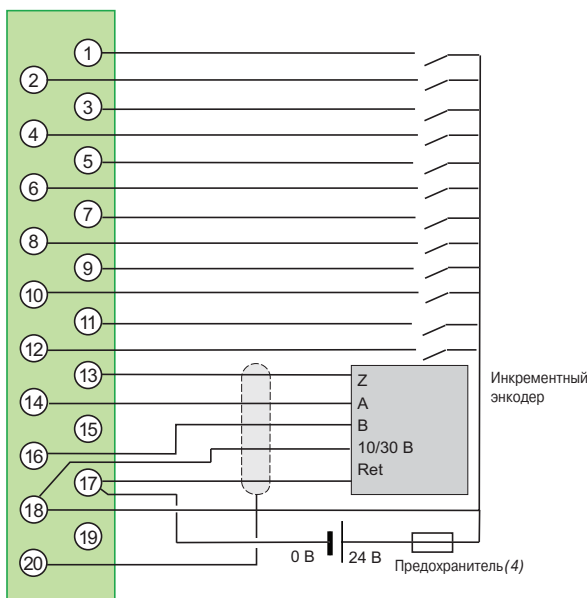 1
2
3
4
5
6
7
8
9
10
11
12
13
Z
14
A
15
B
16
10/30 В
17
Ret
18
19
20
Инкрементный
энкодер
0 В
24 В
Предохранитель(4)